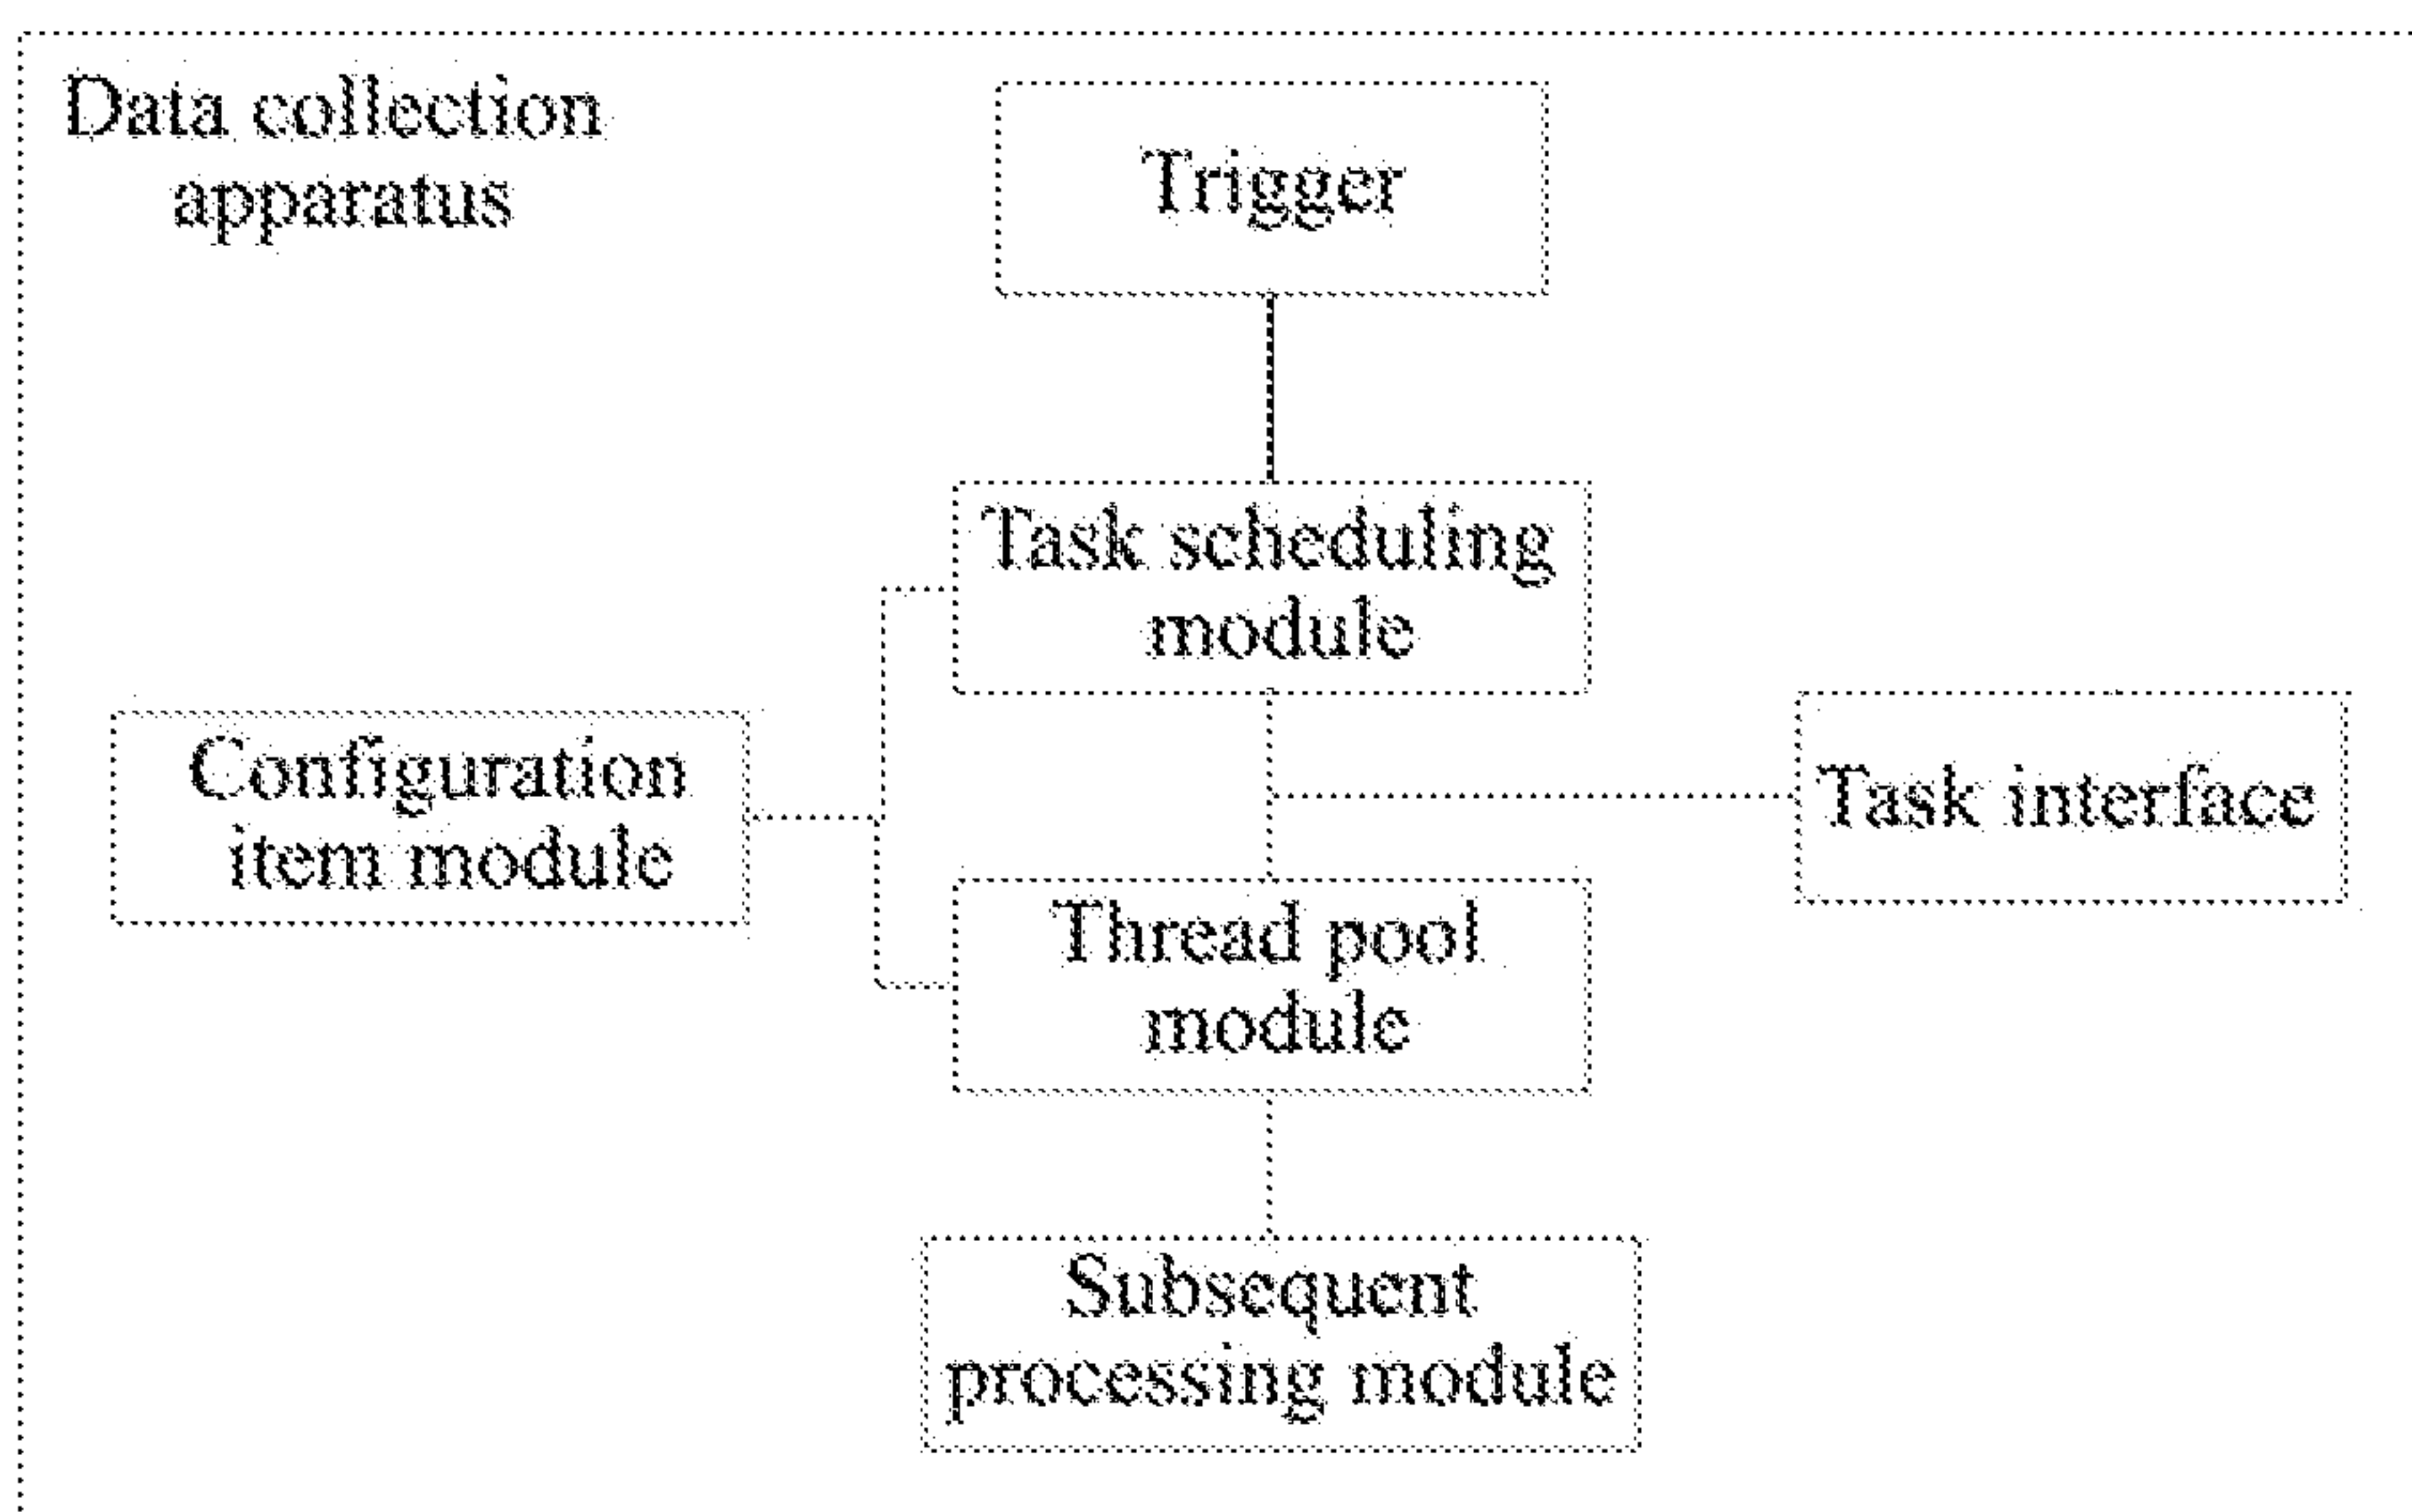 Data collection
apparatus
Trigger
Task scheduling
module
Configuration
item module
Task interface
Thread pool
module
Subsequent
processing module